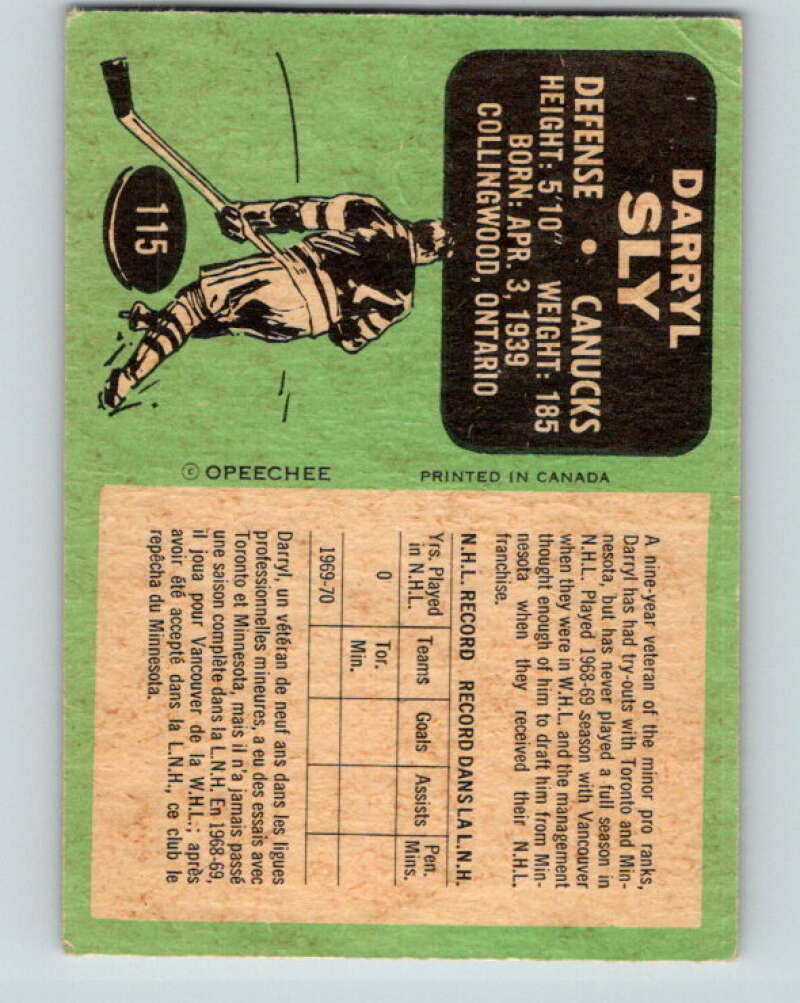 DARRYL
SLY
DEFENSE • CANUCKS
HEIGHT: 5'10" WEIGHT: 185
BORN: APR. 3, 1939
COLLINGWOOD, ONTARIO
115
© OPEECHEE
PRINTED IN CANADA
A nine-year veteran of the minor pro ranks,
Darryl has had try-outs with Toronto and Min-
nesota, but has never played a full season in
N.H.L. Played 1968-69 season with Vancouver
when they were in W.H.L. and the management
thought enough of him to draft him from Min-
nesota when they received their N.H.L.
franchise.
N.H.L. RECORD RECORD DANS LA L.N.H.
Yrs. Played in N.H.L. Teams Goals Assists Pen. Mins.
0 Tor. Min.
1969-70
Darryl, un vétéran de neuf ans dans les ligues
professionnelles mineures, a eu des essais avec
Toronto et Minnesota, mais il n'a jamais passé
une saison complète dans la L.N.H. En 1968-69,
il joua pour Vancouver de la W.H.L.; après
avoir été accepté dans la L.N.H., ce club le
repêcha du Minnesota.